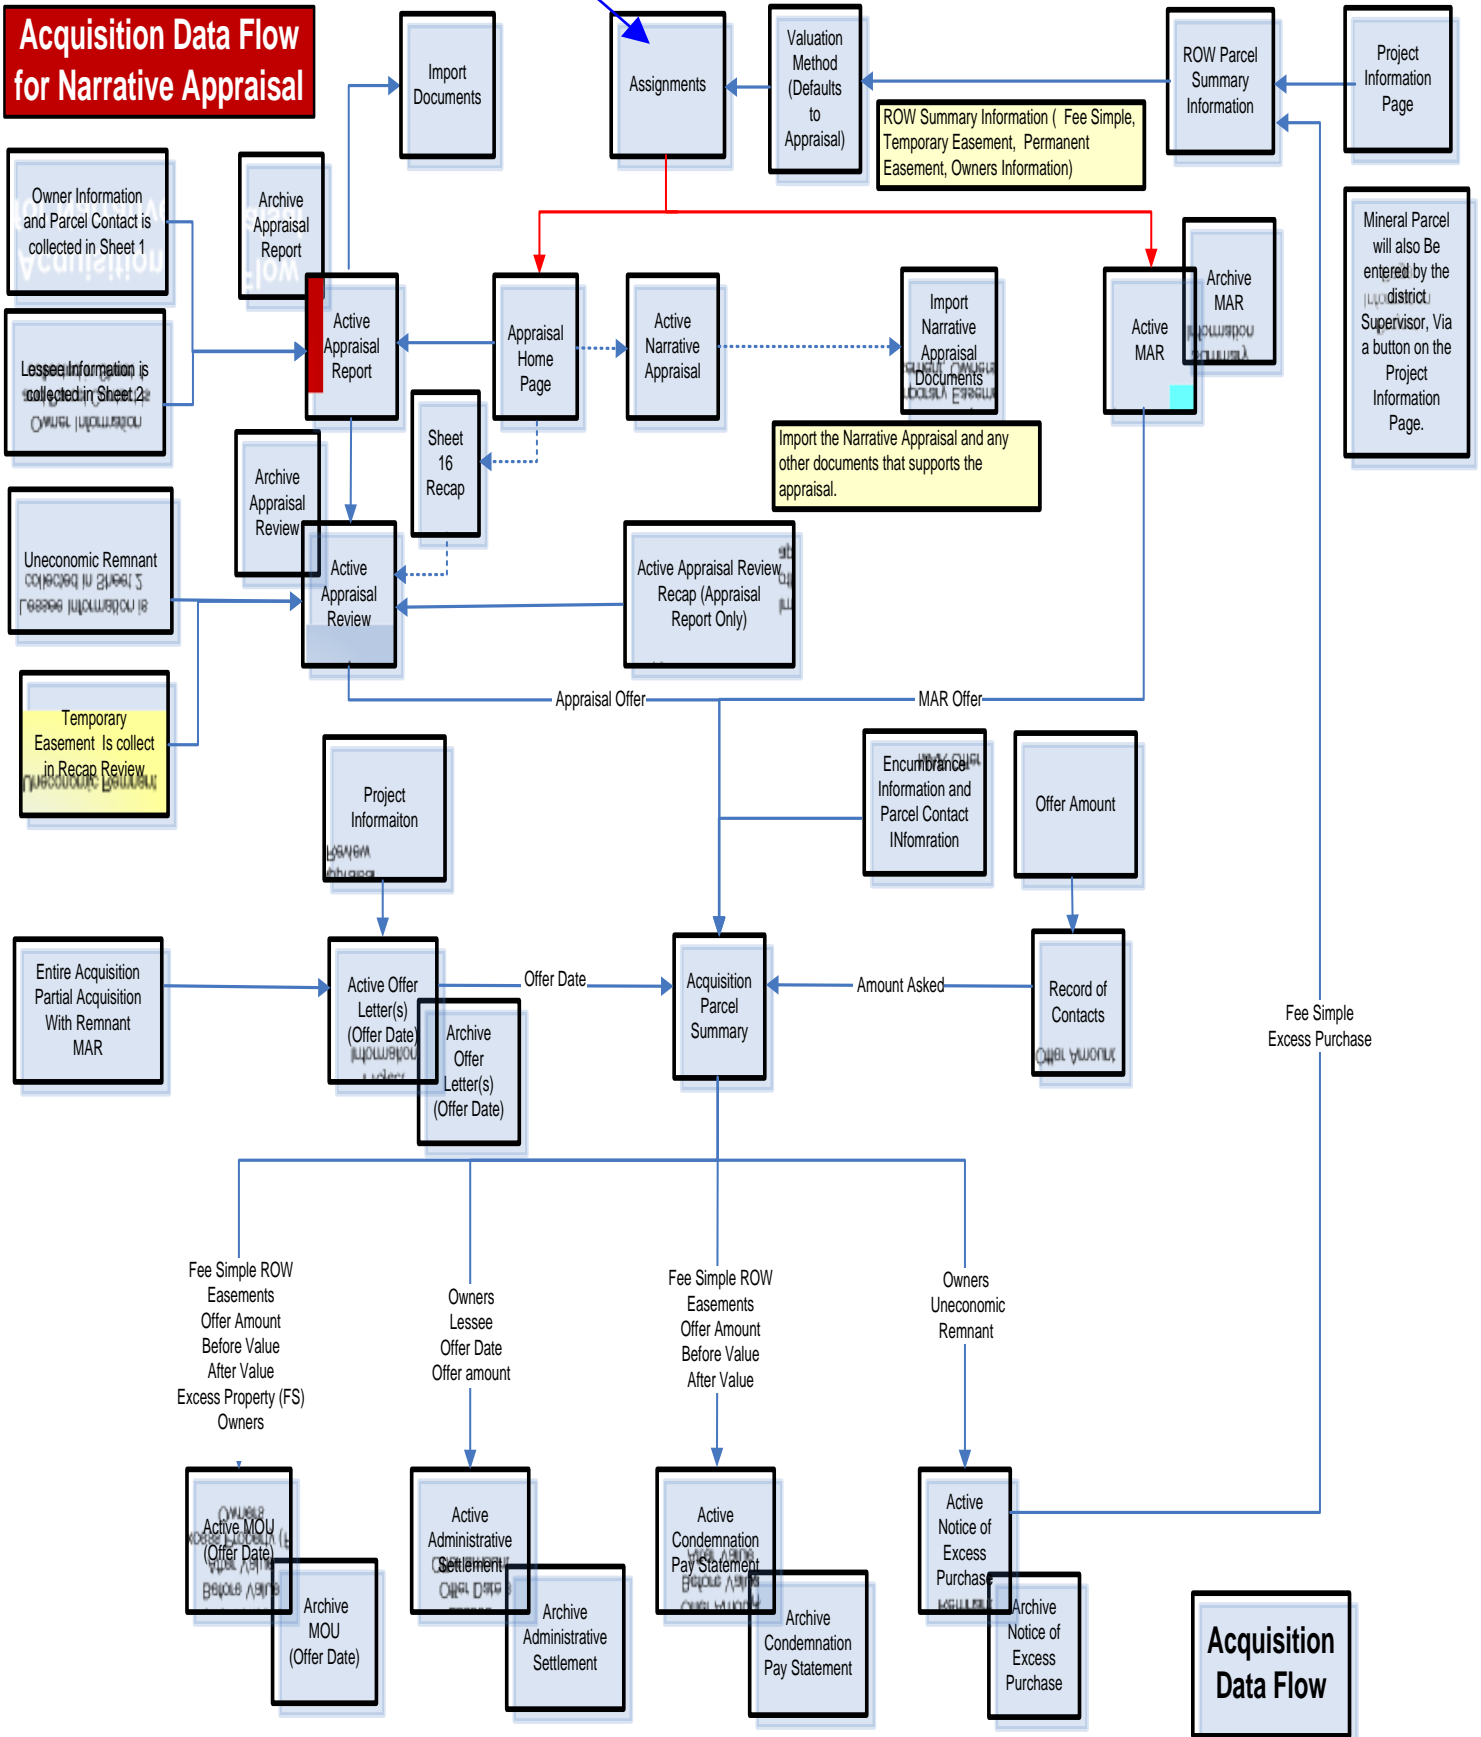 Acquisition Data Flow
for Narrative Appraisal
Import
Documents
Assignments
Valuation
Method
(Defaults
to
Appraisal)
ROW Parcel
Summary
Information
Project
Information
Page
ROW Summary Information ( Fee Simple,
Temporary Easement, Permanent
Easement, Owners Information)
Owner Information
and Parcel Contact is
collected in Sheet 1
Archive
Appraisal
Report
Mineral Parcel
will also Be
entered by the
district
Supervisor, Via
a button on the
Project
Information
Page.
Archive
MAR
Lessee Information is
collected in Sheet 2
Active
Appraisal
Report
Appraisal
Home
Page
Active
Narrative
Appraisal
Import
Narrative
Appraisal
Documents
Active
MAR
Import the Narrative Appraisal and any
other documents that supports the
appraisal.
Sheet
16
Recap
Archive
Appraisal
Review
Uneconomic Remnant
Active
Appraisal
Review
Active Appraisal Review
Recap (Appraisal
Report Only)
Appraisal Offer
MAR Offer
Temporary
Easement Is collect
in Recap Review
Project
Informaiton
Encumbrance
Information and
Parcel Contact
INfomration
Offer Amount
Entire Acquisition
Partial Acquisition
With Remnant
MAR
Active Offer
Letter(s)
(Offer Date)
Offer Date
Acquisition
Parcel
Summary
Amount Asked
Record of
Contacts
Archive
Offer
Letter(s)
(Offer Date)
Fee Simple
Excess Purchase
Fee Simple ROW
Easements
Offer Amount
Before Value
After Value
Excess Property (FS)
Owners
Owners
Lessee
Offer Date
Offer amount
Fee Simple ROW
Easements
Offer Amount
Before Value
After Value
Owners
Uneconomic
Remnant
Active MOU
(Offer Date)
Active
Administrative
Settlement
Active
Condemnation
Pay Statement
Active
Notice of
Excess
Purchase
Archive
MOU
(Offer Date)
Archive
Administrative
Settlement
Archive
Condemnation
Pay Statement
Archive
Notice of
Excess
Purchase
Acquisition
Data Flow